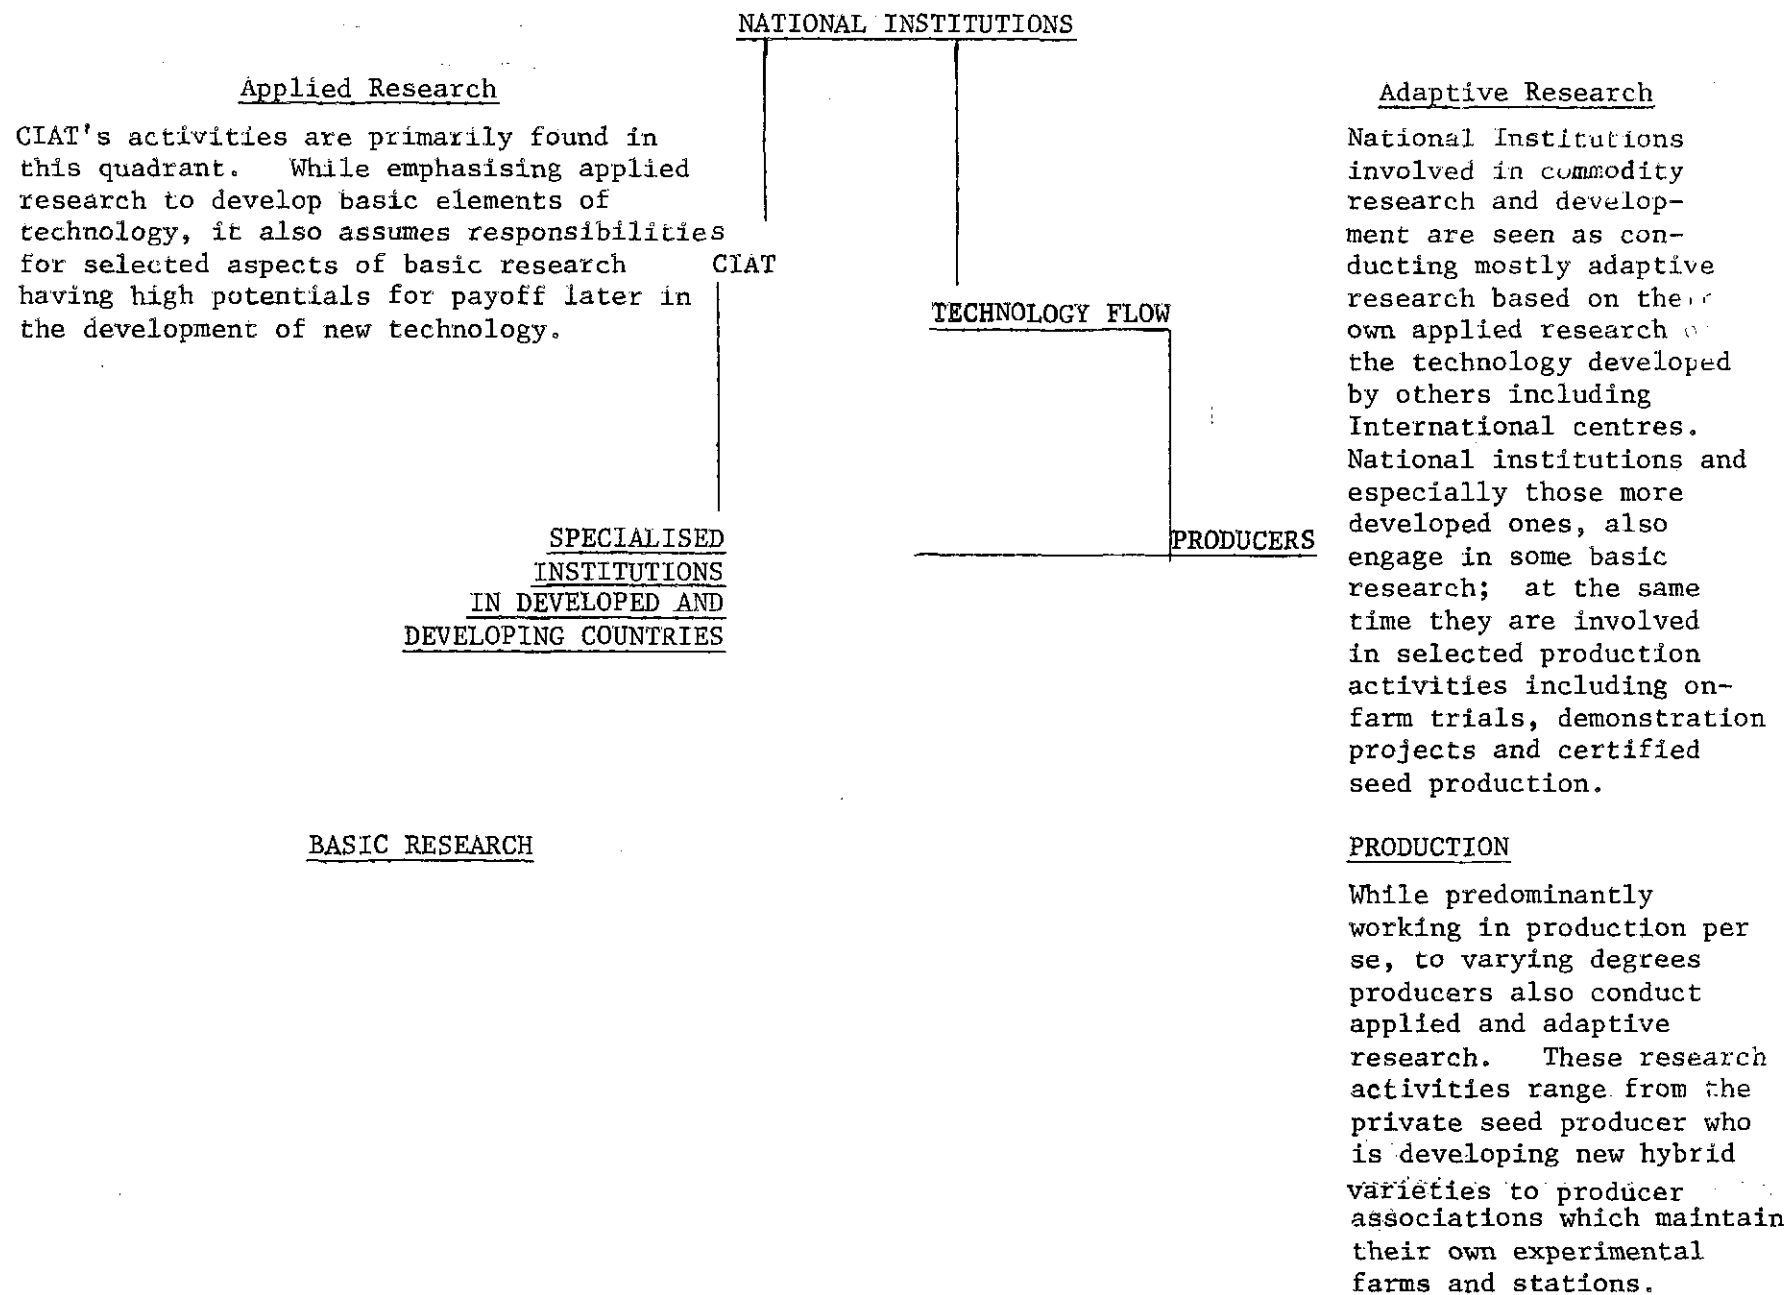 NATIONAL INSTITUTIONS
Applied Research
CIAT's activities are primarily found in
this quadrant. While emphasising applied
research to develop basic elements of
technology, it also assumes responsibilities
for selected aspects of basic research
having high potentials for payoff later in
the development of new technology.
CIAT
TECHNOLOGY FLOW
SPECIALISED
INSTITUTIONS
IN DEVELOPED AND
DEVELOPING COUNTRIES
PRODUCERS
BASIC RESEARCH
Adaptive Research
National Institutions
involved in commodity
research and develop-
ment are seen as con-
ducting mostly adaptive
research based on their
own applied research
the technology developed
by others including
International centres.
National institutions and
especially those more
developed ones, also
engage in some basic
research; at the same
time they are involved
in selected production
activities including on-
farm trials, demonstration
projects and certified
seed production.
PRODUCTION
While predominantly
working in production per
se, to varying degrees
producers also conduct
applied and adaptive
research. These research
activities range from the
private seed producer who
is developing new hybrid
varieties to producer
associations which maintain
their own experimental
farms and stations.